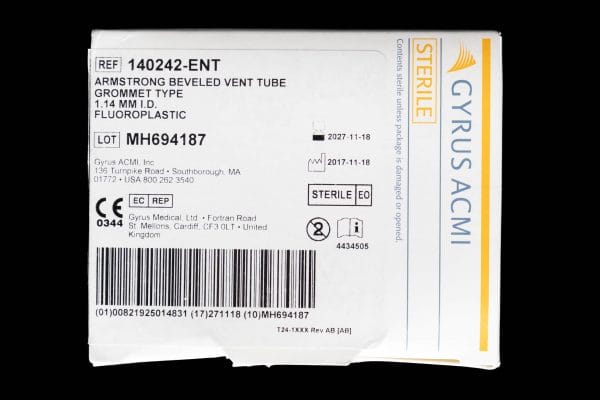 REF 140242-ENT
ARMSTRONG BEVELED VENT TUBE
GROMMET TYPE
1.14 MM I.D.
FLUOROPLASTIC
LOT MH694187
Gyrus ACMI, Inc
136 Turnpike Road • Southborough, MA
01772 • USA 800 262 3540
EC REP
CE 0344
Gyrus Medical, Ltd • Fortran Road
St. Mellons, Cardiff, CF3 0LT • United
Kingdom
2027-11-18
2017-11-18
STERILE EO
2
i
4434505
(01)00821925014831 (17)271118 (10)MH694187
T24-1XXX Rev AB [AB]
GYRUS ACMI
STERILE
Contents sterile unless package is damaged or opened.